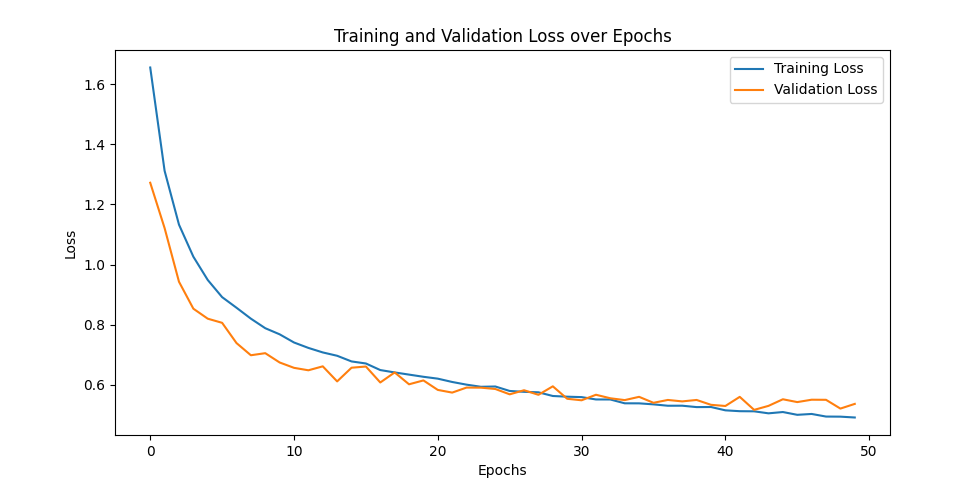 Training and Validation Loss over Epochs
Training Loss
Validation Loss
1.6
1.4
1.2
1.0
0.8
0.6
Loss
0
10
20
30
40
50
Epochs